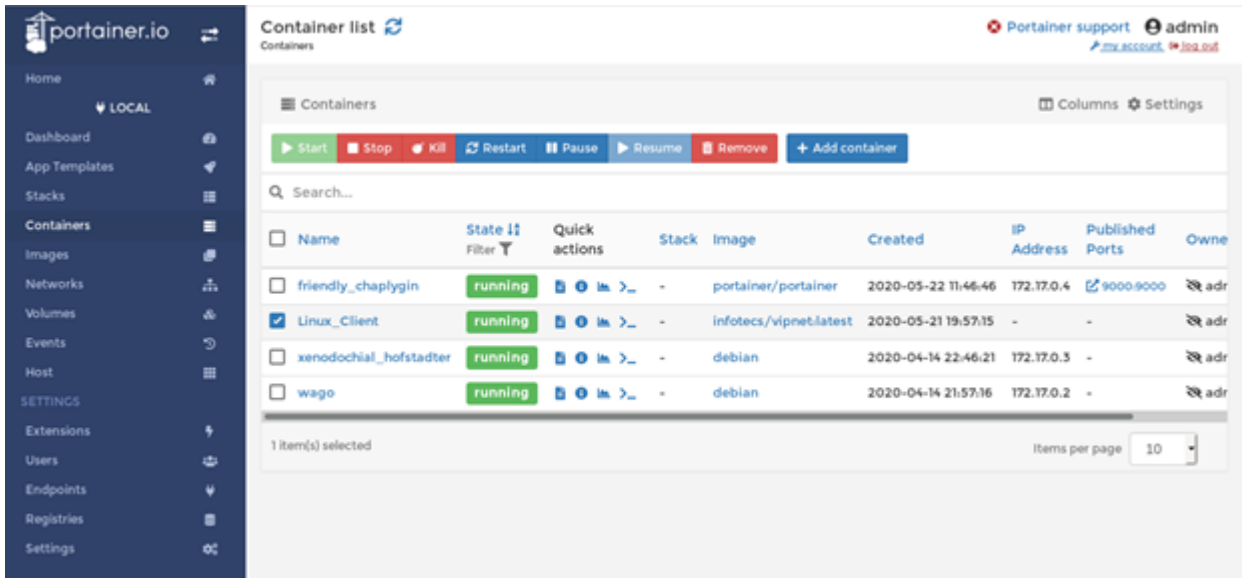 portainer.io
Home
LOCAL
Dashboard
App Templates
Stacks
Containers
Images
Networks
Volumes
Events
Host
SETTINGS
Extensions
Users
Endpoints
Registries
Settings
Container list
Containers
Portainer support admin
my account log out
Containers
Columns Settings
Start Stop Kill Restart Pause Resume Remove + Add container
Search...
Name State Filter Quick actions Stack Image Created IP Address Published Ports Owne
friendly_chaplygin running - portainer/portainer 2020-05-22 11:46:46 172.17.0.4 9000:9000 adr
Linux_Client running - infotecs/vipnet:latest 2020-05-21 19:57:15 - - adr
xenodochial_hofstadter running - debian 2020-04-14 22:46:21 172.17.0.3 - adr
wago running - debian 2020-04-14 21:57:16 172.17.0.2 - adr
1 item(s) selected
Items per page 10